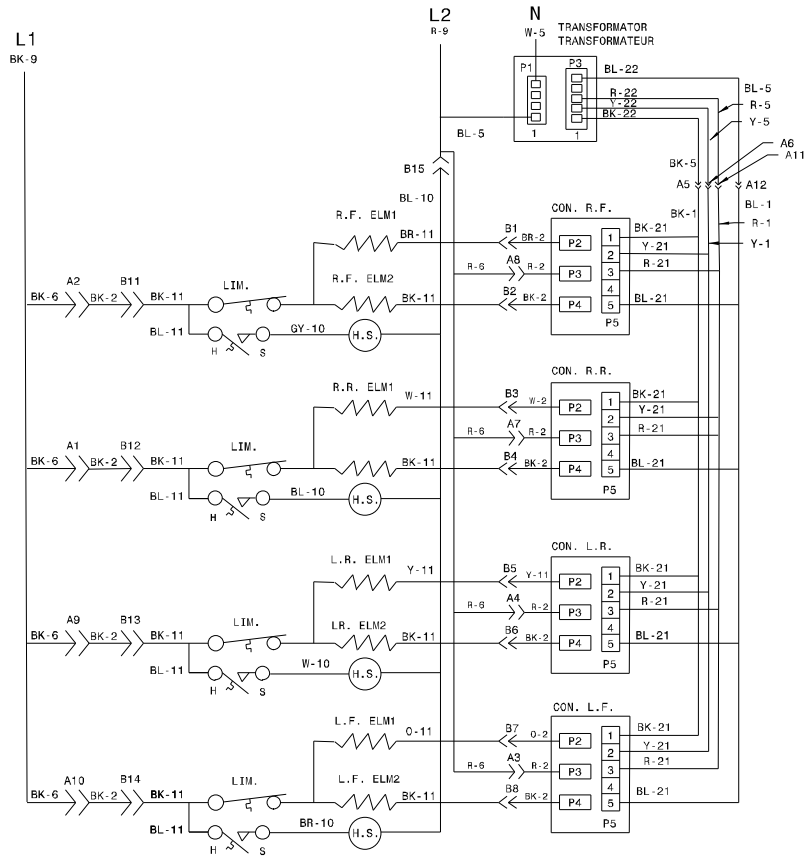 L1
BK-9
L2
R-9
N
W-5
TRANSFORMATOR
TRANSFORMATEUR
P1
P3
1
1
BL-22
R-22
Y-22
BK-22
BL-5
R-5
Y-5
A6
A11
BL-5
BK-5
A5
A12
B15
BL-10
BK-1
BL-1
R-1
Y-1
R.F. ELM1
BR-11
B1
BR-2
CON. R.F.
P2
1
BK-21
2
Y-21
A8
R-6
R-2
P3
3
R-21
4
R.F. ELM2
BK-11
B2
BK-2
P4
5
BL-21
P5
BK-6
A2
BK-2
B11
BK-11
LIM.
BL-11
H
S
GY-10
H.S.
R.R. ELM1
W-11
B3
W-2
CON. R.R.
P2
1
BK-21
2
Y-21
A7
R-6
R-2
P3
3
R-21
4
BK-11
B4
BK-2
P4
5
BL-21
P5
BK-6
A1
BK-2
B12
BK-11
LIM.
BL-11
H
S
BL-10
H.S.
L.R. ELM1
Y-11
B5
Y-11
CON. L.R.
P2
1
BK-21
2
Y-21
A4
R-6
R-2
P3
3
R-21
4
LR. ELM2
BK-11
B6
BK-2
P4
5
BL-21
P5
BK-6
A9
BK-2
B13
BK-11
LIM.
BL-11
H
S
W-10
H.S.
L.F. ELM1
O-11
B7
O-2
CON. L.F.
P2
1
BK-21
2
Y-21
A3
R-6
R-2
P3
3
R-21
4
L.F. ELM2
BK-11
B8
BK-2
P4
5
BL-21
P5
BK-6
A10
BK-2
B14
BK-11
LIM.
BL-11
H
S
BR-10
H.S.